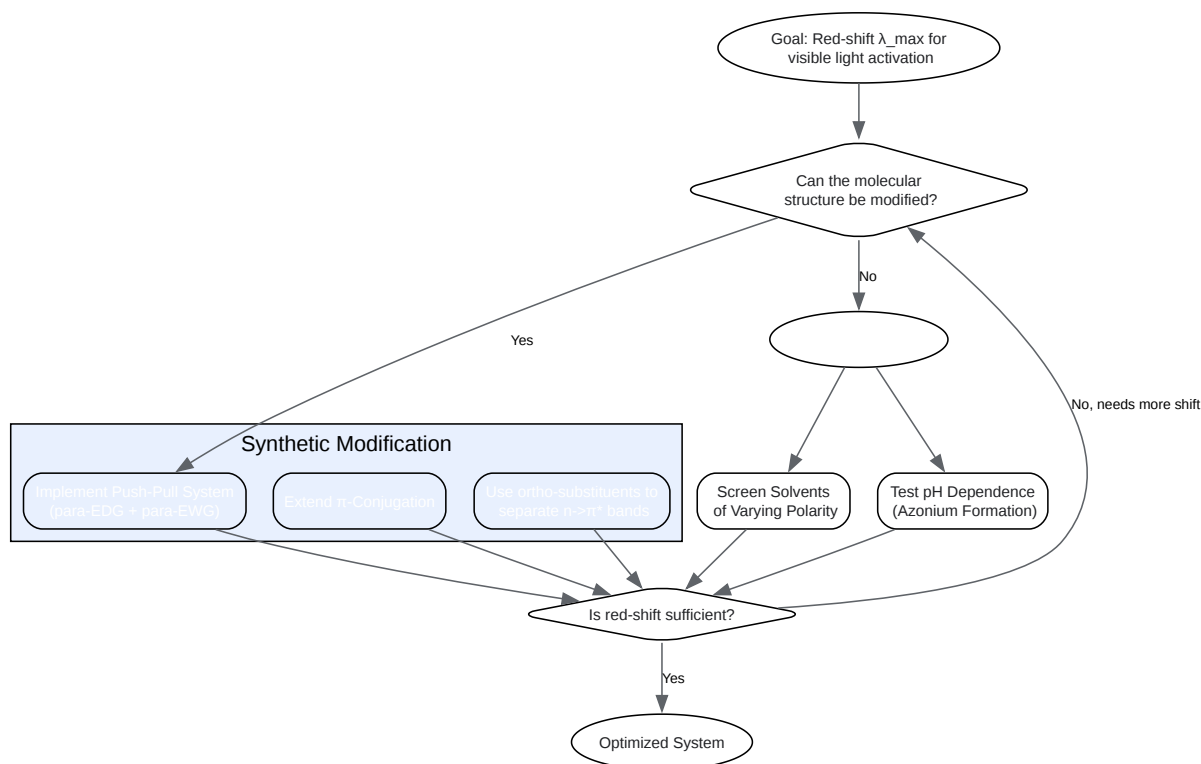 Goal: Red-shift λ_max for
visible light activation
Can the molecular
structure be modified?
No
Yes
No, needs more shift
Synthetic Modification
Implement Push-Pull System
(para-EDG + para-EWG)
Extend π-Conjugation
Use ortho-substituents to
separate n->π* bands
Screen Solvents
of Varying Polarity
Test pH Dependence
(Azonium Formation)
Is red-shift sufficient?
Yes
Optimized System